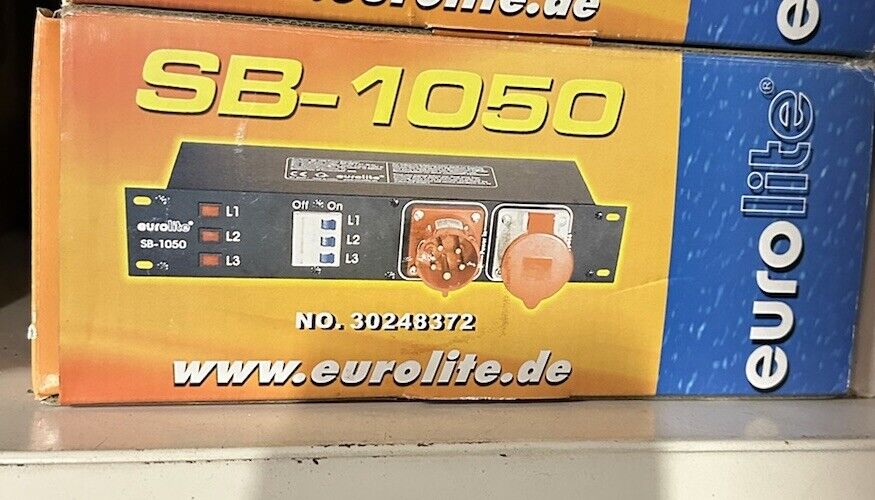 eurolite.de
SB-1050
eurolite®
eurolite
eurolite®
SB-1050
L1
L2
L3
Off On
L1
L2
L3
NO. 30248372
www.eurolite.de
eurolite®